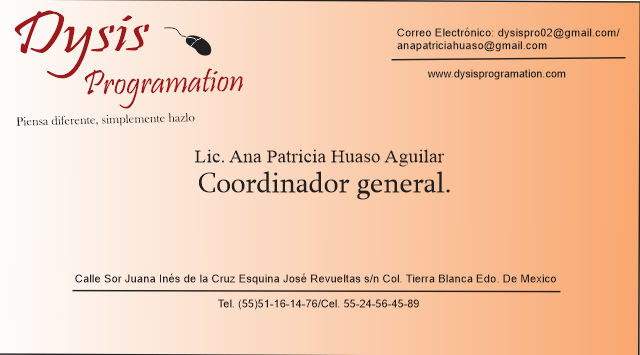 Dysis
Programation
Piensa diferente, simplemente hazlo
Correo Electrónico: dysispro02@gmail.com/
anapatriciahuaso@gmail.com
www.dysisprogramation.com
Lic. Ana Patricia Huaso Aguilar
Coordinador general.
Calle Sor Juana Inés de la Cruz Esquina José Revueltas s/n Col. Tierra Blanca Edo. De Mexico
Tel. (55)51-16-14-76/Cel. 55-24-56-45-89